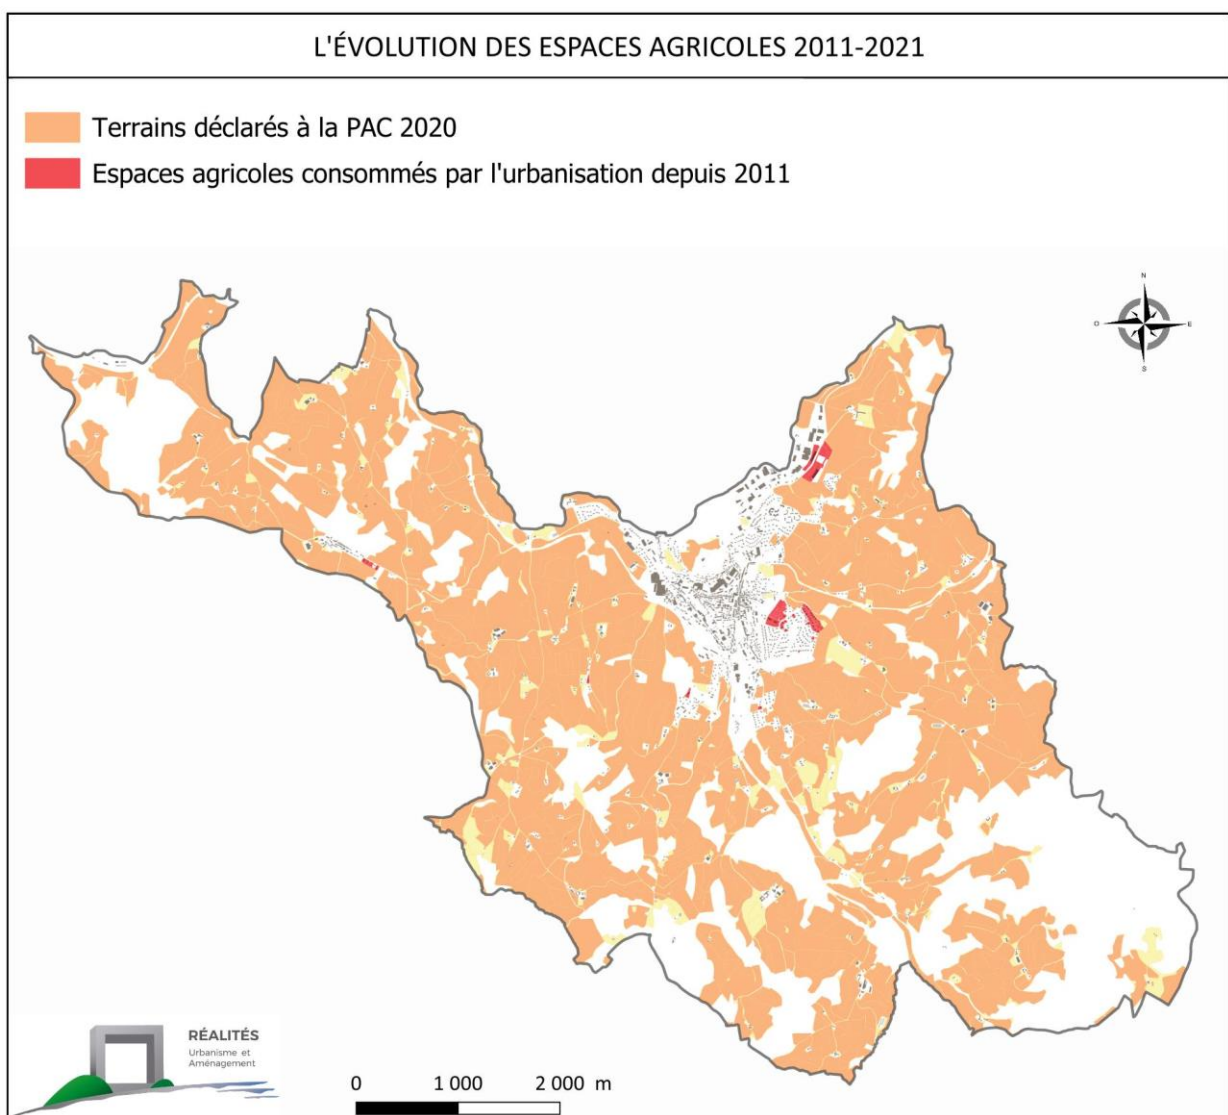 L'ÉVOLUTION DES ESPACES AGRICOLES 2011-2021
Terrains déclarés à la PAC 2020
Espaces agricoles consommés par l'urbanisation depuis 2011
N
O
E
S
RÉALITÉS
Urbanisme et
Aménagement
0 1 000 2 000 m